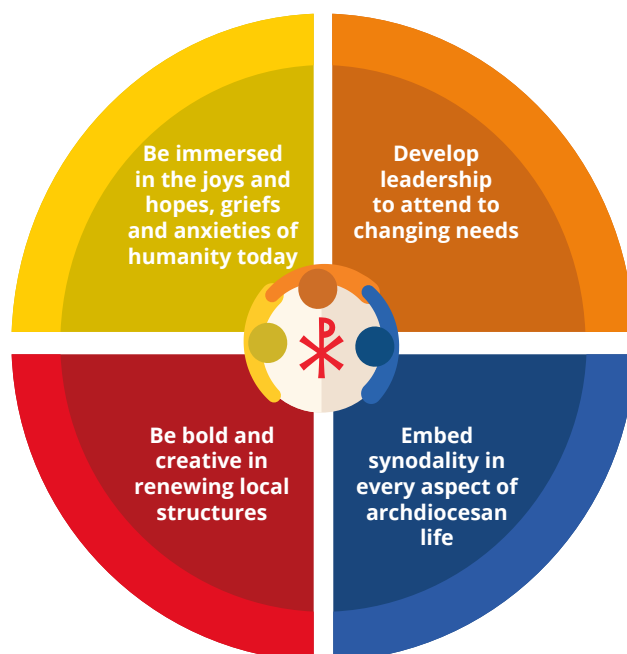 Be immersed
in the joys and
hopes, griefs
and anxieties of
humanity today
Develop
leadership
to attend to
changing needs
Be bold and
creative in
renewing local
structures
Embed
synodality in
every aspect of
archdiocesan
life